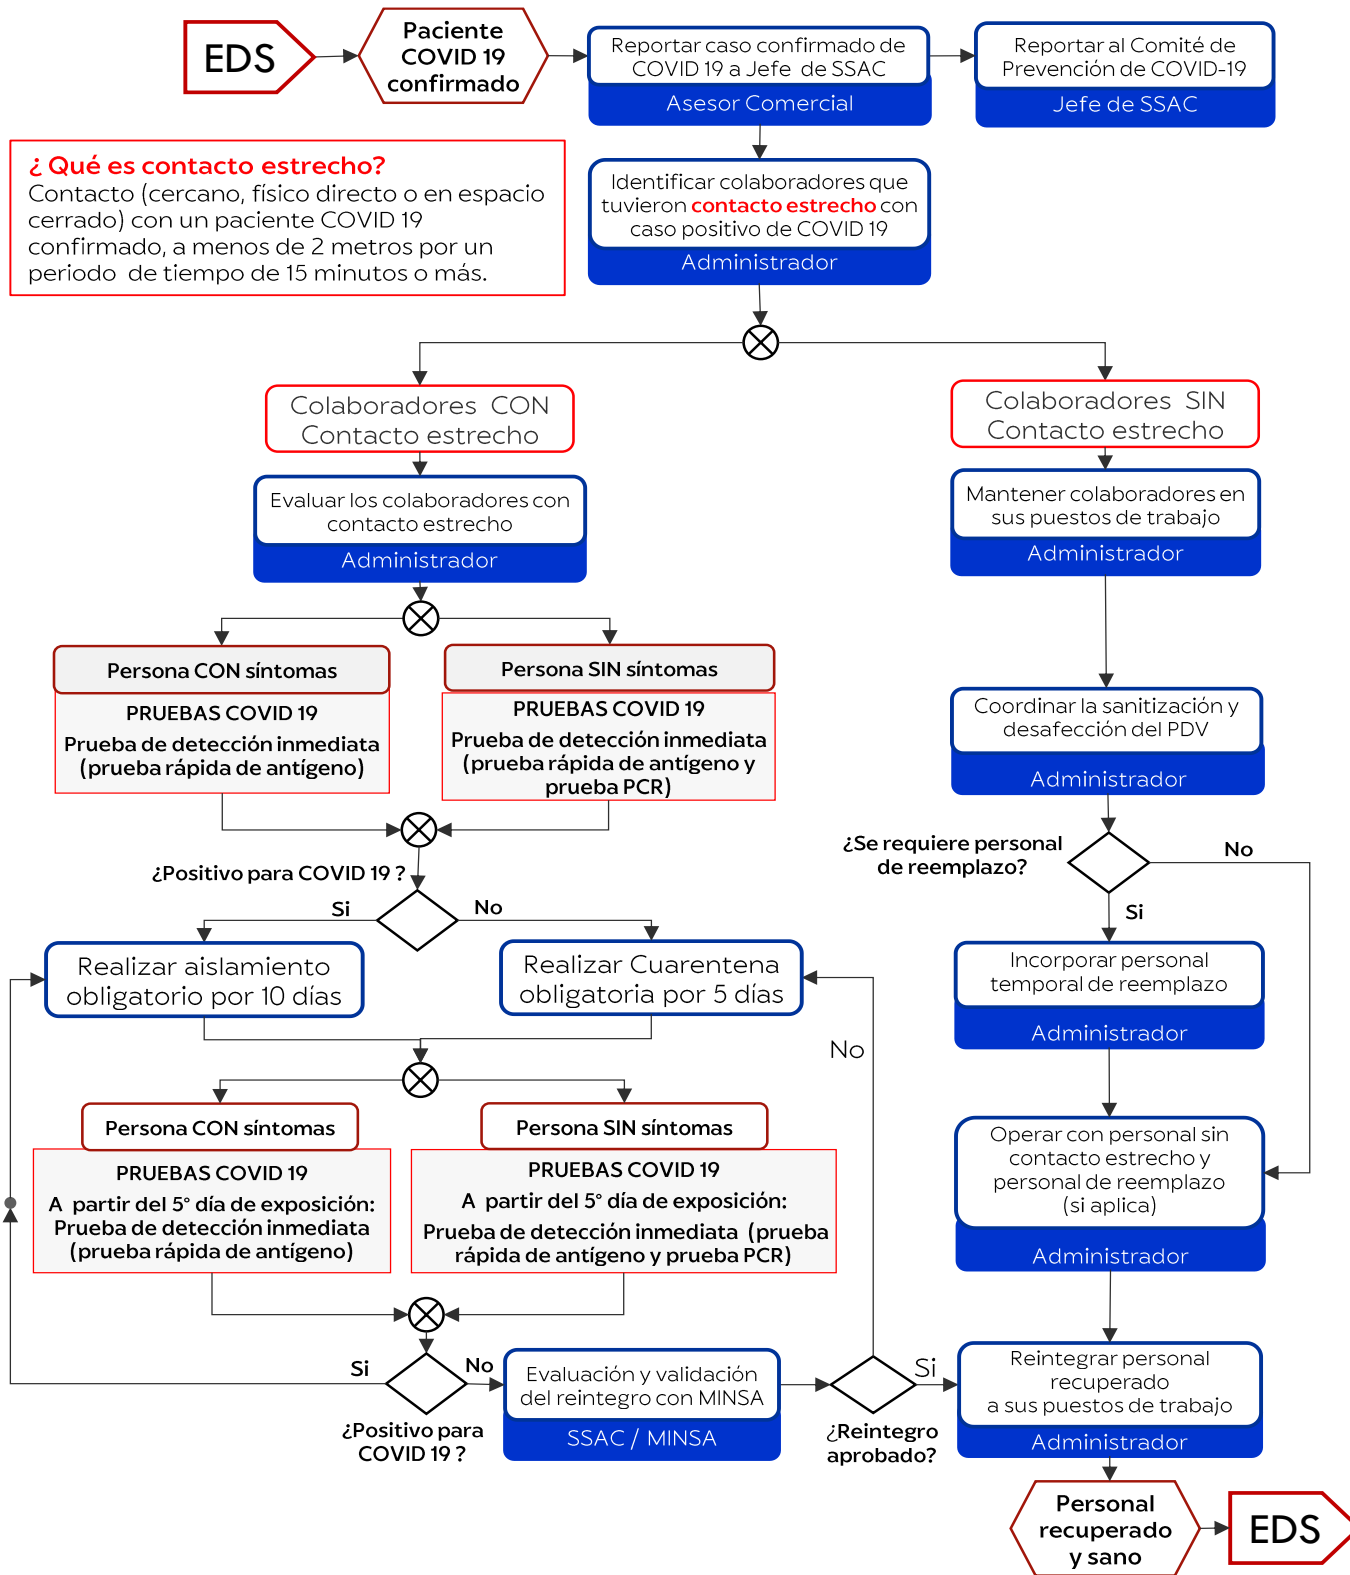 EDS
Paciente
COVID 19
confirmado
Reportar caso confirmado de
COVID 19 a Jefe de SSAC
Asesor Comercial
Reportar al Comité de
Prevención de COVID-19
Jefe de SSAC
¿ Qué es contacto estrecho?
Contacto (cercano, físico directo o en espacio
cerrado) con un paciente COVID 19
confirmado, a menos de 2 metros por un
periodo de tiempo de 15 minutos o más.
Identificar colaboradores que
tuvieron contacto estrecho con
caso positivo de COVID 19
Administrador
Colaboradores CON
Contacto estrecho
Colaboradores SIN
Contacto estrecho
Evaluar los colaboradores con
contacto estrecho
Administrador
Mantener colaboradores en
sus puestos de trabajo
Administrador
Persona CON síntomas
PRUEBAS COVID 19
Prueba de detección inmediata
(prueba rápida de antígeno)
Persona SIN síntomas
PRUEBAS COVID 19
Prueba de detección inmediata
(prueba rápida de antígeno y
prueba PCR)
Coordinar la sanitización y
desafección del PDV
Administrador
¿Positivo para COVID 19 ?
Si
No
¿Se requiere personal
de reemplazo?
No
Si
Realizar aislamiento
obligatorio por 10 días
Realizar Cuarentena
obligatoria por 5 días
Incorporar personal
temporal de reemplazo
Administrador
No
Persona CON síntomas
PRUEBAS COVID 19
A partir del 5° día de exposición:
Prueba de detección inmediata
(prueba rápida de antígeno)
Persona SIN síntomas
PRUEBAS COVID 19
A partir del 5° día de exposición:
Prueba de detección inmediata (prueba
rápida de antígeno y prueba PCR)
Operar con personal sin
contacto estrecho y
personal de reemplazo
(si aplica)
Administrador
Si
No
¿Positivo para
COVID 19 ?
Evaluación y validación
del reintegro con MINSA
SSAC / MINSA
Si
¿Reintegro
aprobado?
Reintegrar personal
recuperado
a sus puestos de trabajo
Administrador
Personal
recuperado
y sano
EDS